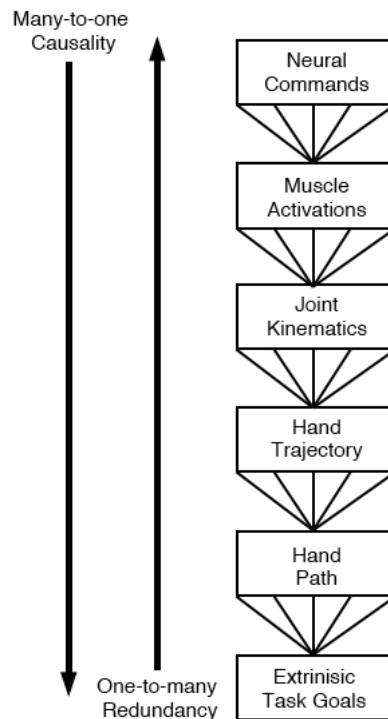 Many-to-one
Causality
Neural
Commands
Muscle
Activations
Joint
Kinematics
Hand
Trajectory
Hand
Path
One-to-many
Redundancy
Extrinisic
Task Goals